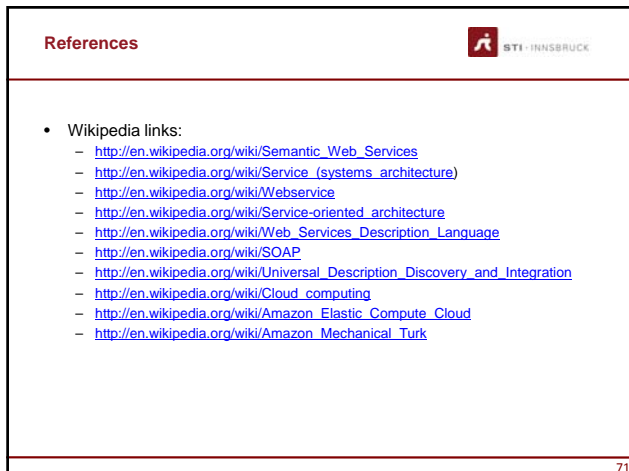 References
STI · INNSBRUCK
• Wikipedia links:
– http://en.wikipedia.org/wiki/Semantic_Web_Services
– http://en.wikipedia.org/wiki/Service_(systems_architecture)
– http://en.wikipedia.org/wiki/Webservice
– http://en.wikipedia.org/wiki/Service-oriented_architecture
– http://en.wikipedia.org/wiki/Web_Services_Description_Language
– http://en.wikipedia.org/wiki/SOAP
– http://en.wikipedia.org/wiki/Universal_Description_Discovery_and_Integration
– http://en.wikipedia.org/wiki/Cloud_computing
– http://en.wikipedia.org/wiki/Amazon_Elastic_Compute_Cloud
– http://en.wikipedia.org/wiki/Amazon_Mechanical_Turk
71